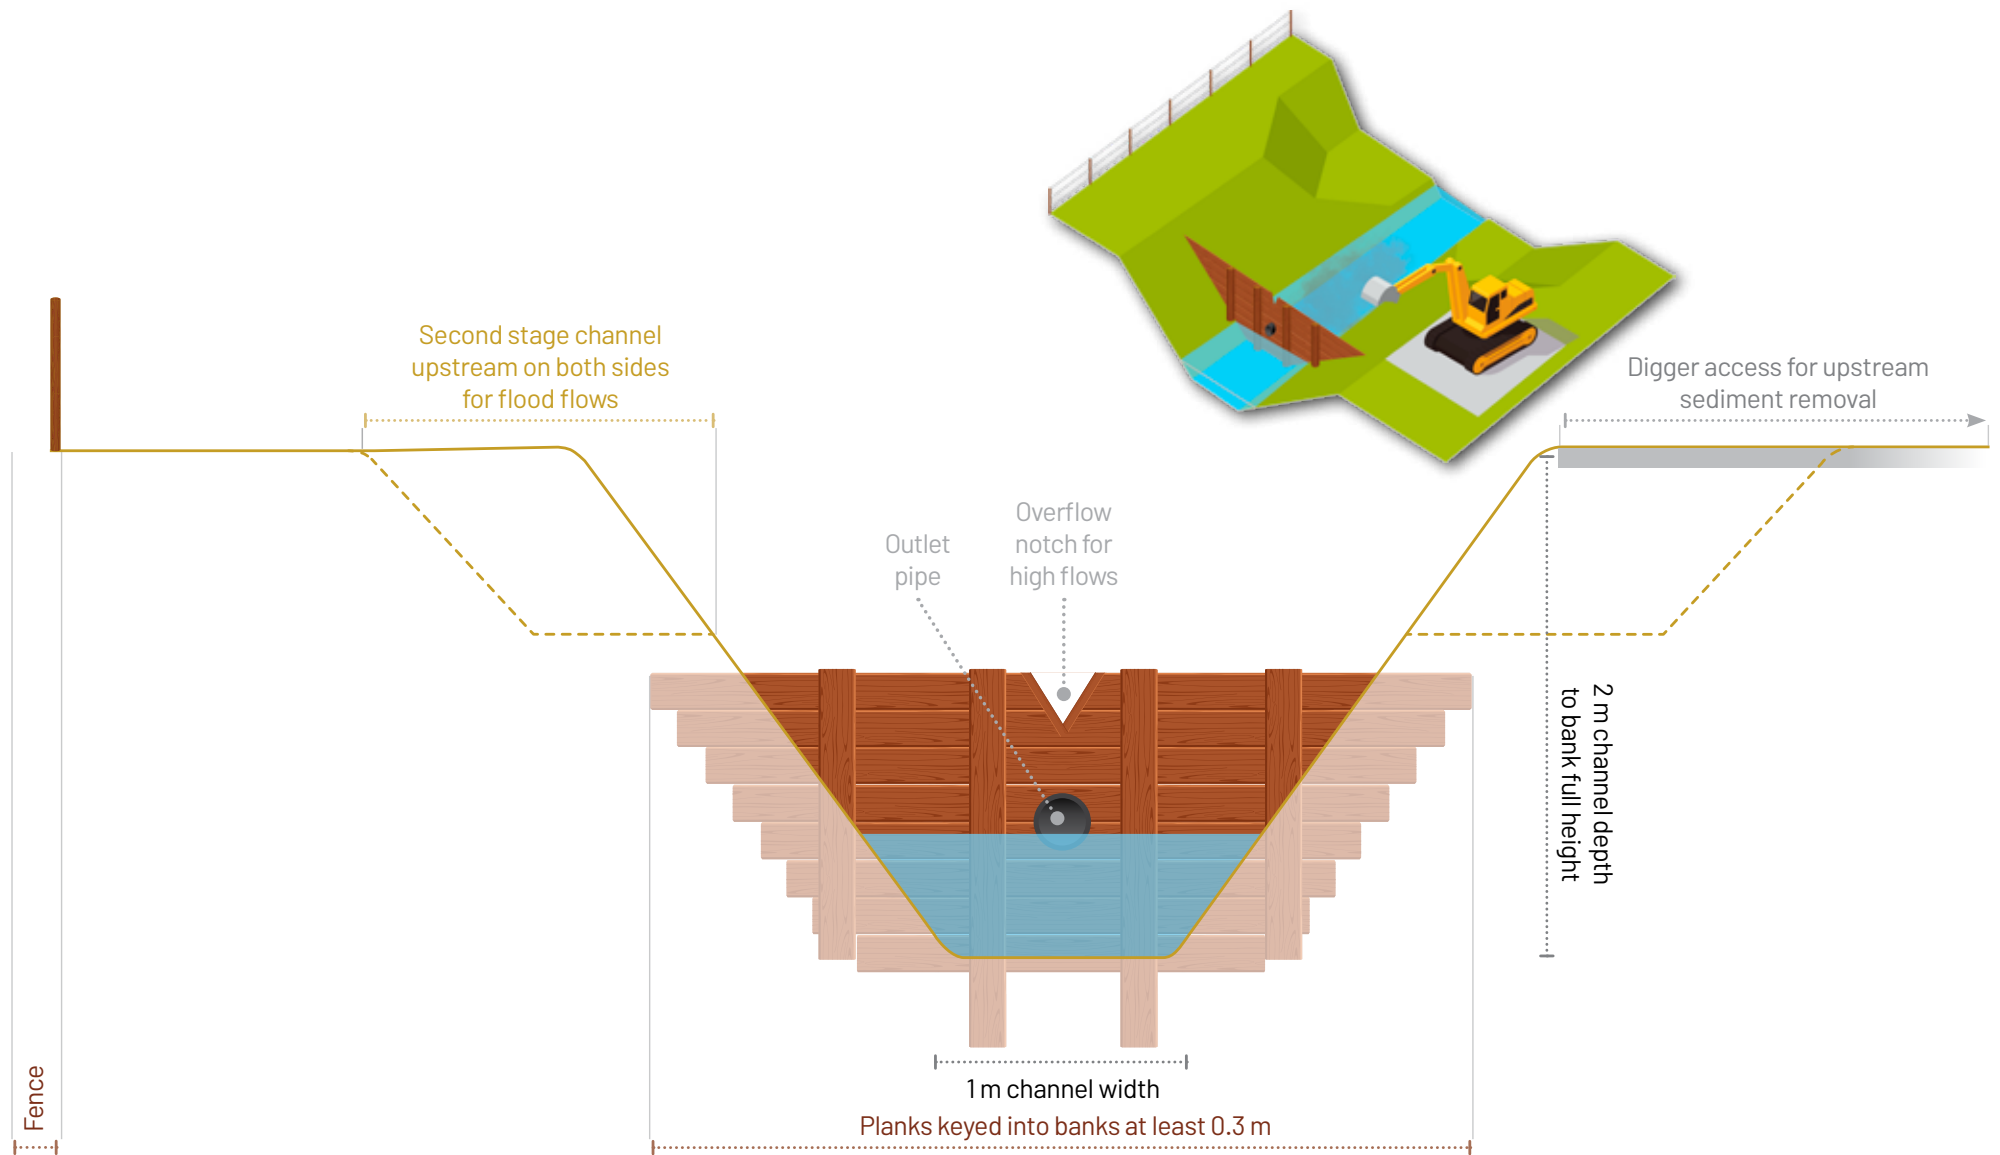 Second stage channel
upstream on both sides
for flood flows
Digger access for upstream
sediment removal
Outlet
pipe
Overflow
notch for
high flows
2 m channel depth
to bank full height
1 m channel width
Planks keyed into banks at least 0.3 m
Fence